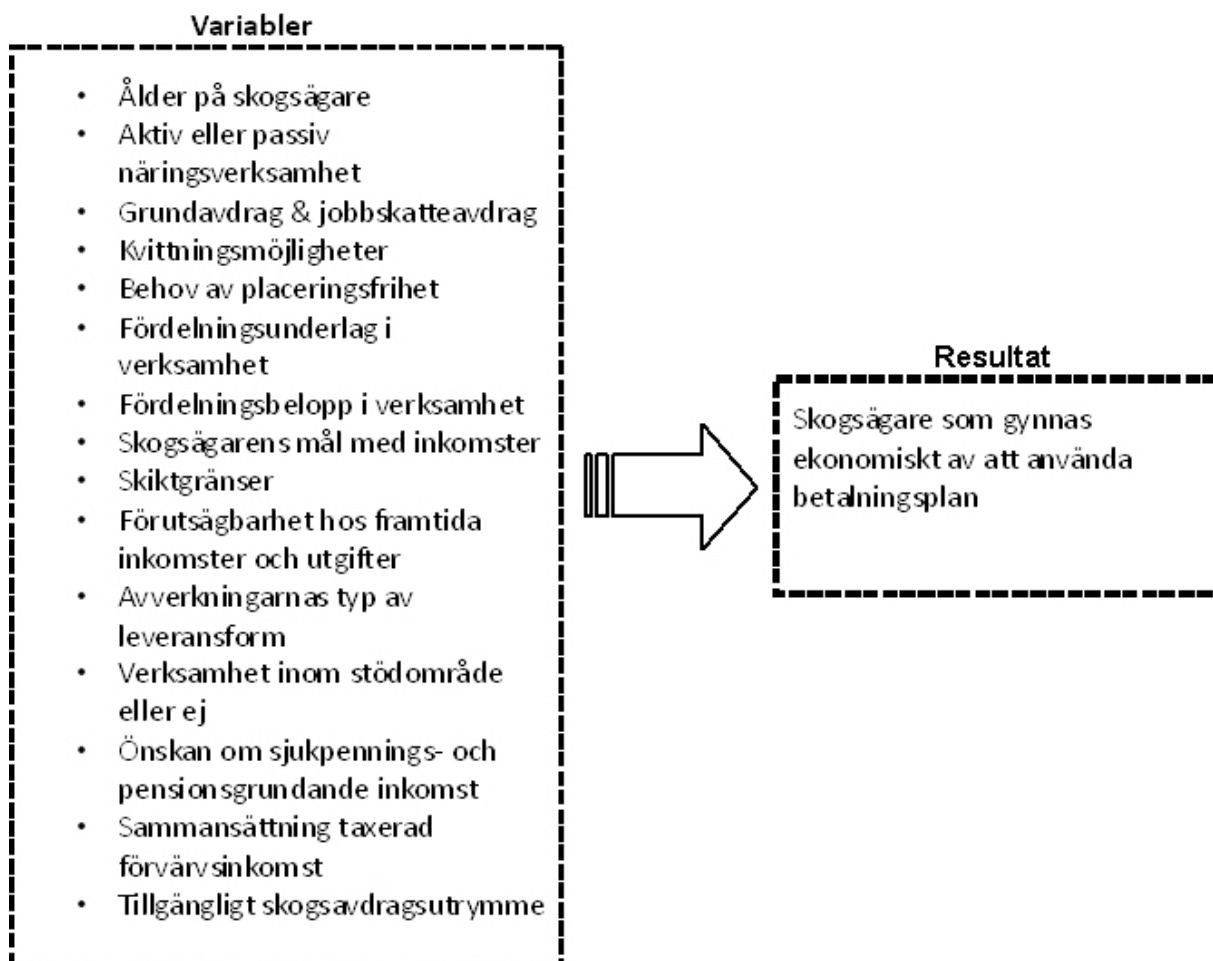 Variabler
• Ålder på skogsägare
• Aktiv eller passiv
näringsverksamhet
• Grundavdrag & jobbskatteavdrag
• Kvittningsmöjligheter
• Behov av placeringsfrihet
• Fördelningsunderlag i
verksamhet
• Fördelningsbelopp i verksamhet
• Skogsägarens mål med inkomster
• Skiktgränser
• Förutsägbarhet hos framtida
inkomster och utgifter
• Avverkningarnas typ av
leveransform
• Verksamhet inom stödområde
eller ej
• Önskan om sjukpennings- och
pensionsgrundande inkomst
• Sammansättning taxerad
förvärvsinkomst
• Tillgängligt skogsavdragsutrymme
Resultat
Skogsägare som gynnas
ekonomiskt av att använda
betalningsplan